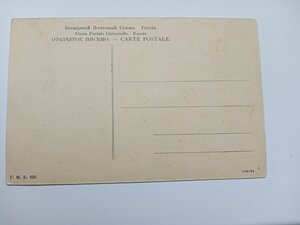 Всемірный Почтовый Союзъ. Россія.
Union Postale Universelle. Russie.
ОТКРЫТОЕ ПИСЬМО. — CARTE POSTALE.